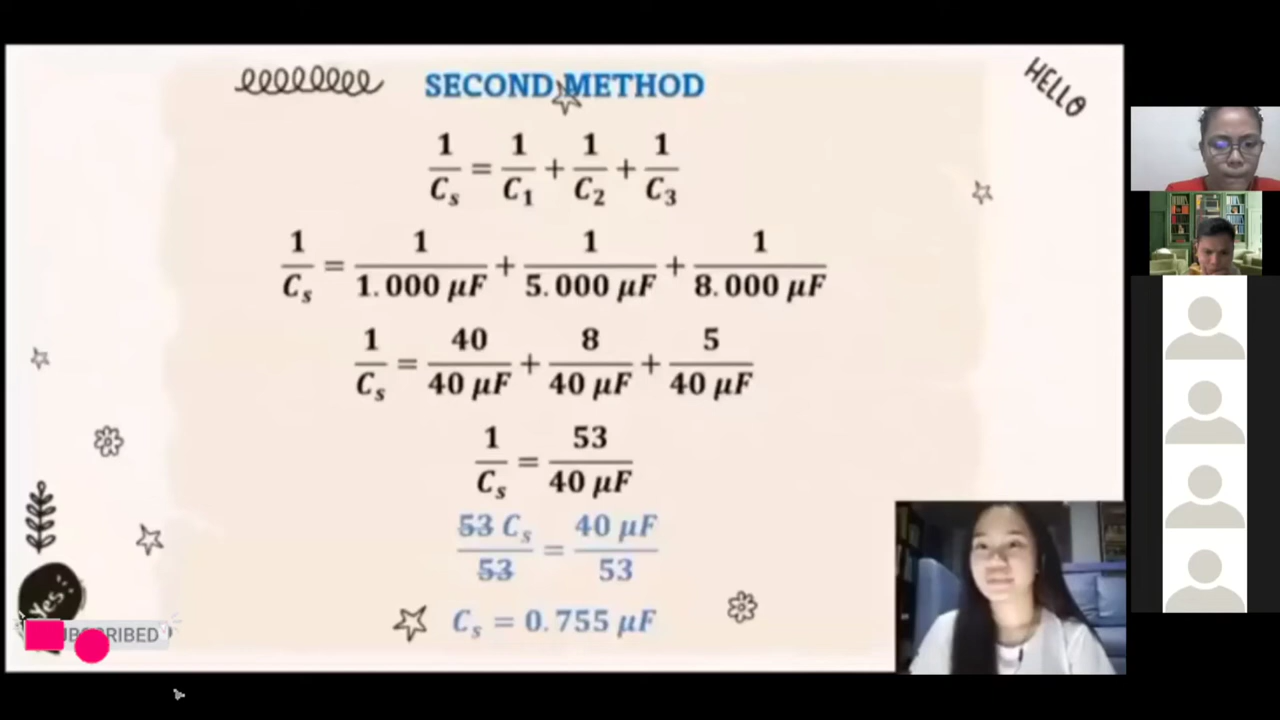 SECOND METHOD
HELLO
1/Cₛ = 1/C₁ + 1/C₂ + 1/C₃
1/Cₛ = 1/1.000 μF + 1/5.000 μF + 1/8.000 μF
1/Cₛ = 40/40 μF + 8/40 μF + 5/40 μF
1/Cₛ = 53/40 μF
53 Cₛ/53 = 40 μF/53
Cₛ = 0.755 μF
Yes